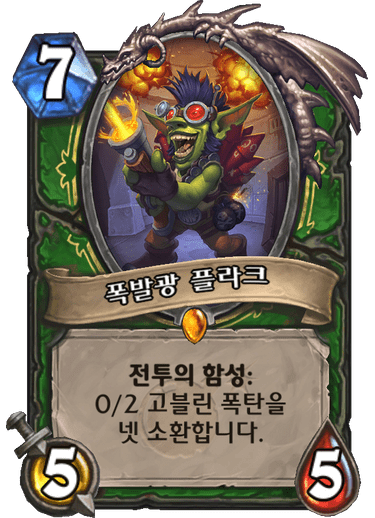 7
폭발광 플라크
전투의 함성:
0/2 고블린 폭탄을
넷 소환합니다.
5
5